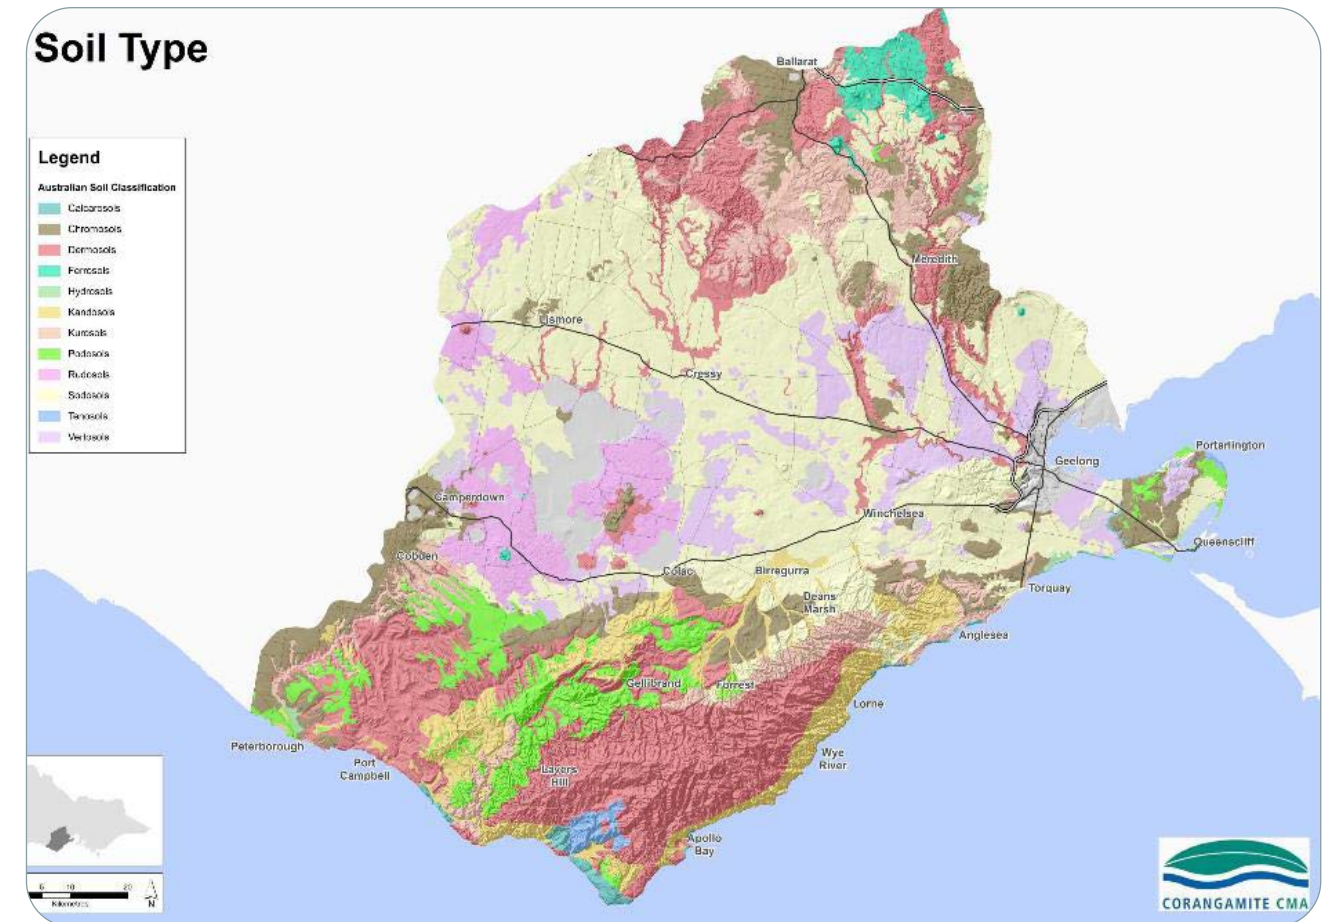 Soil Type
Legend
Australian Soil Classification
Calcarosols
Chromosols
Dermosols
Ferrosols
Hydrosols
Kandosols
Kurosols
Podosols
Rudosols
Sodosols
Tenosols
Vertosols
Ballarat
Meredith
Lismore
Cressy
Portarlington
Geelong
Camperdown
Winchelsea
Queenscliff
Cobden
Colac
Birregurra
Torquay
Deans
Marsh
Anglesea
Gellibrand
Forrest
Lorne
Peterborough
Wye
River
Port
Campbell
Lavers
Hill
Apollo
Bay
10
20
Kilometres
N
CORANGAMITE CMA